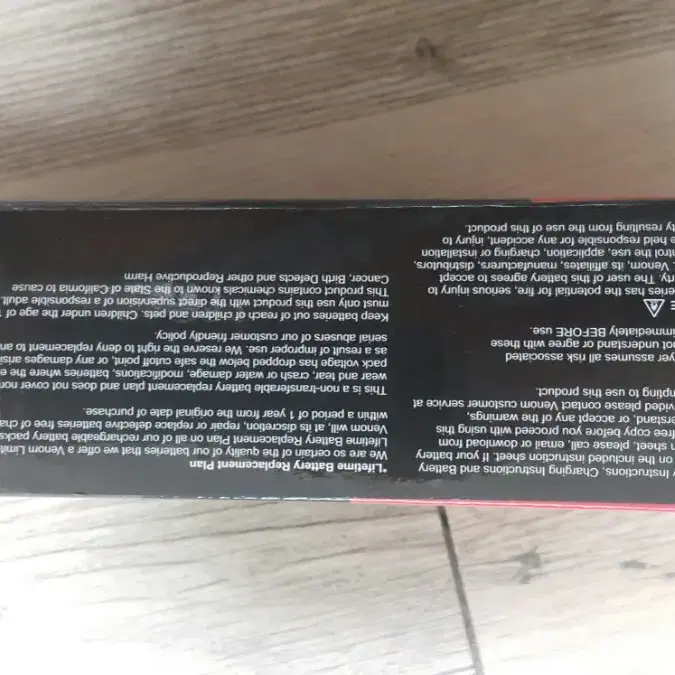 Instructions, Charging Instructions and Battery
on the included instruction sheet. If your battery
sheet, please call, email or download from
free copy before you proceed with using this
erstand, or accept any of the warnings,
vided please contact Venom customer service at
mpting to use this product.
yer assumes all risk associated
not understand or agree with these
immediately BEFORE use.
eries has the potential for fire, serious injury to
rty. The user of this battery agrees to accept
Venom, its affiliates, manufacturers, distributors,
ntrol the use, application, charging or installation
e held responsible for any accident, injury to
ty resulting from the use of this product.
*Lifetime Battery Replacement Plan
We are so certain of the quality of our batteries that we offer a Venom Limit
Lifetime Battery Replacement Plan on all of our rechargeable battery packs
Venom will, at its discretion, repair or replace defective batteries free of cha
within a period of 1 year from the original date of purchase.
This is a non-transferable battery replacement plan and does not cover nor
wear and tear, crash or water damage, modifications, batteries where the e
pack voltage has dropped below the safe cutoff point, or any damages arisin
as a result of improper use. We reserve the right to deny replacement to an
serial abusers of our customer friendly policy.
Keep batteries out of reach of children and pets. Children under the age of 1
must only use this product with the direct supervision of a responsible adult.
This product contains chemicals known to the State of California to cause
Cancer, Birth Defects and other Reproductive Harm